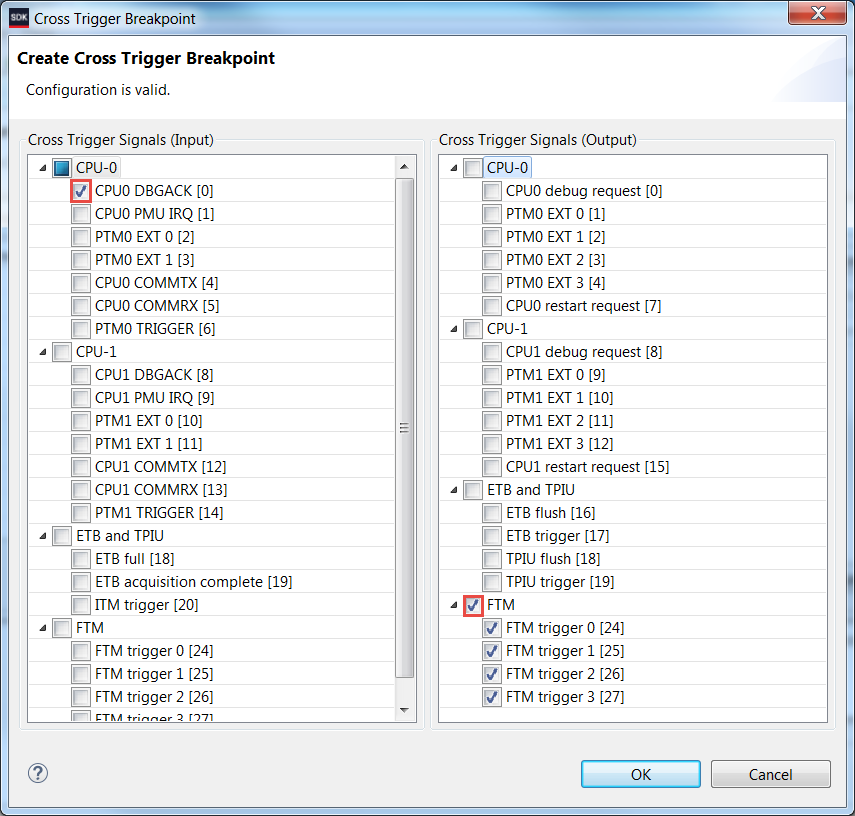 SDK Cross Trigger Breakpoint
Create Cross Trigger Breakpoint
Configuration is valid.
Cross Trigger Signals (Input)
CPU-0
CPU0 DBGACK [0]
CPU0 PMU IRQ [1]
PTM0 EXT 0 [2]
PTM0 EXT 1 [3]
CPU0 COMMTX [4]
CPU0 COMMRX [5]
PTM0 TRIGGER [6]
CPU-1
CPU1 DBGACK [8]
CPU1 PMU IRQ [9]
PTM1 EXT 0 [10]
PTM1 EXT 1 [11]
CPU1 COMMTX [12]
CPU1 COMMRX [13]
PTM1 TRIGGER [14]
ETB and TPIU
ETB full [18]
ETB acquisition complete [19]
ITM trigger [20]
FTM
FTM trigger 0 [24]
FTM trigger 1 [25]
FTM trigger 2 [26]
FTM trigger 3 [27]
Cross Trigger Signals (Output)
CPU-0
CPU0 debug request [0]
PTM0 EXT 0 [1]
PTM0 EXT 1 [2]
PTM0 EXT 2 [3]
PTM0 EXT 3 [4]
CPU0 restart request [7]
CPU-1
CPU1 debug request [8]
PTM1 EXT 0 [9]
PTM1 EXT 1 [10]
PTM1 EXT 2 [11]
PTM1 EXT 3 [12]
CPU1 restart request [15]
ETB and TPIU
ETB flush [16]
ETB trigger [17]
TPIU flush [18]
TPIU trigger [19]
FTM
FTM trigger 0 [24]
FTM trigger 1 [25]
FTM trigger 2 [26]
FTM trigger 3 [27]
?
OK
Cancel